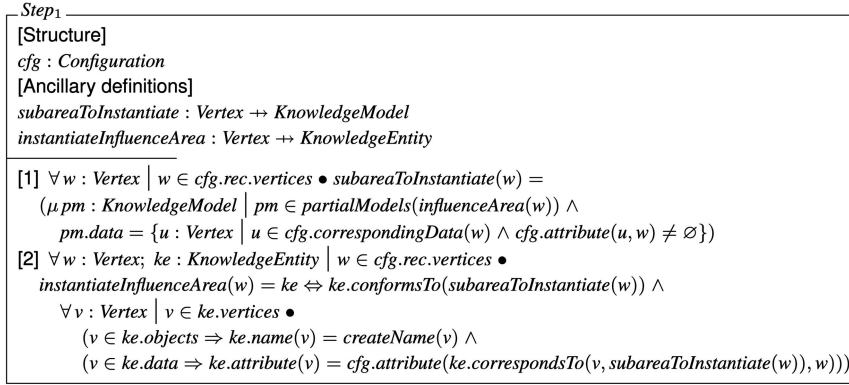 Step₁
[Structure]
cfg : Configuration
[Ancillary definitions]
subareaToInstantiate : Vertex ⇸ KnowledgeModel
instantiateInfluenceArea : Vertex ⇸ KnowledgeEntity
[1] ∀ w : Vertex | w ∈ cfg.rec.vertices • subareaToInstantiate(w) =
(μ pm : KnowledgeModel | pm ∈ partialModels(influenceArea(w)) ∧
pm.data = {u : Vertex | u ∈ cfg.correspondingData(w) ∧ cfg.attribute(u, w) ≠ ∅})
[2] ∀ w : Vertex; ke : KnowledgeEntity | w ∈ cfg.rec.vertices •
instantiateInfluenceArea(w) = ke ⇔ ke.conformsTo(subareaToInstantiate(w)) ∧
∀ v : Vertex | v ∈ ke.vertices •
(v ∈ ke.objects ⇒ ke.name(v) = createName(v) ∧
(v ∈ ke.data ⇒ ke.attribute(v) = cfg.attribute(ke.correspondsTo(v, subareaToInstantiate(w)), w)))